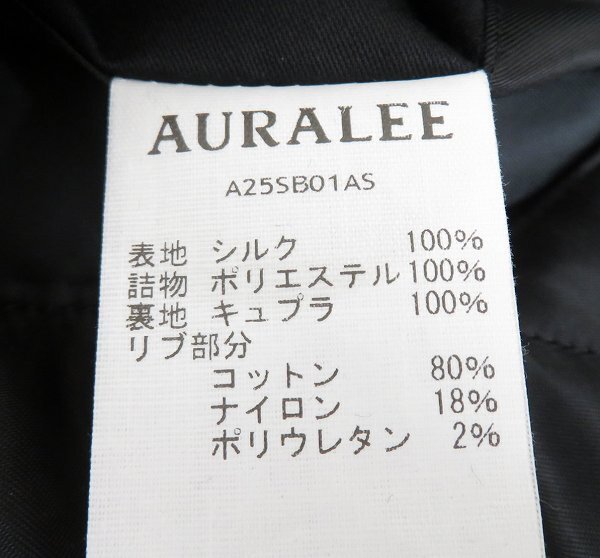 AURALEE
A25SB01AS
表地 シルク 100%
詰物 ポリエステル 100%
裏地 キュプラ 100%
リブ部分
コットン 80%
ナイロン 18%
ポリウレタン 2%